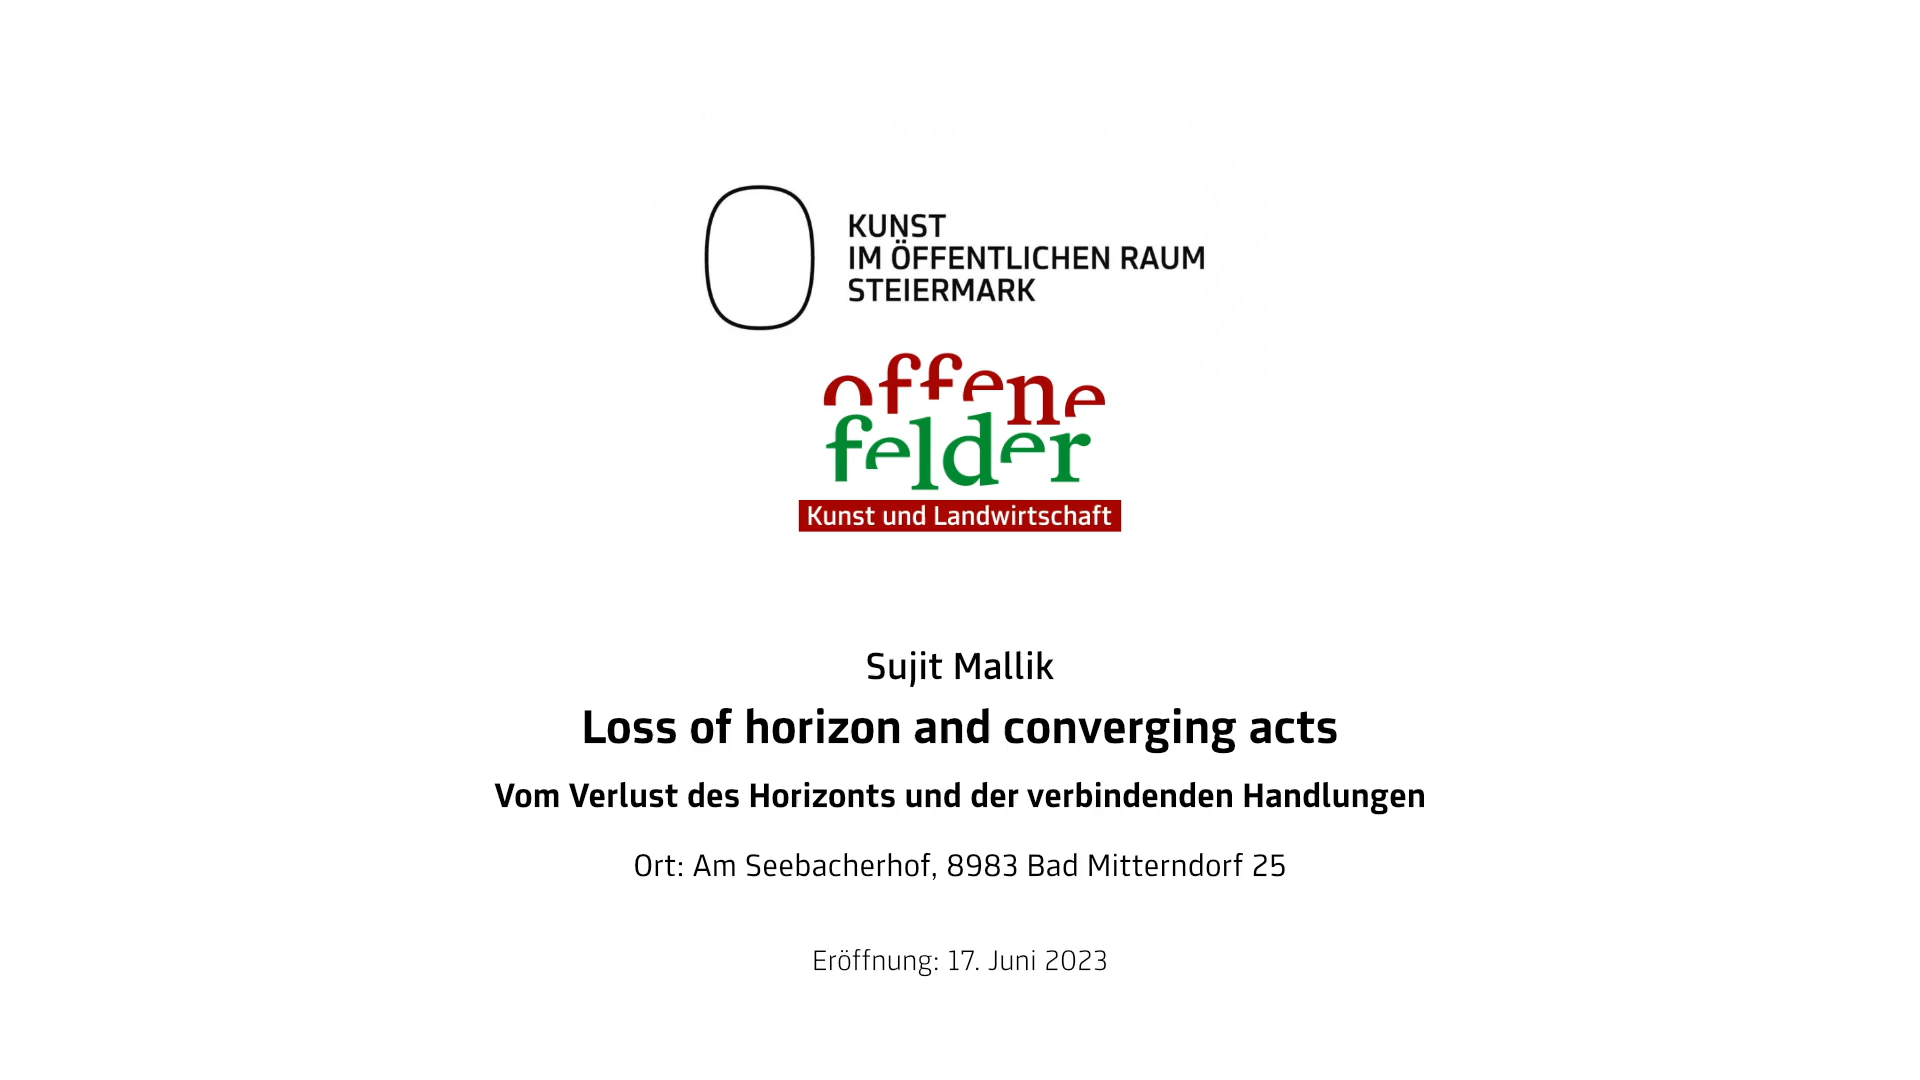 KUNST
IM ÖFFENTLICHEN RAUM
STEIERMARK
offene
felder
Kunst und Landwirtschaft
Sujit Mallik
Loss of horizon and converging acts
Vom Verlust des Horizonts und der verbindenden Handlungen
Ort: Am Seebacherhof, 8983 Bad Mitterndorf 25
Eröffnung: 17. Juni 2023